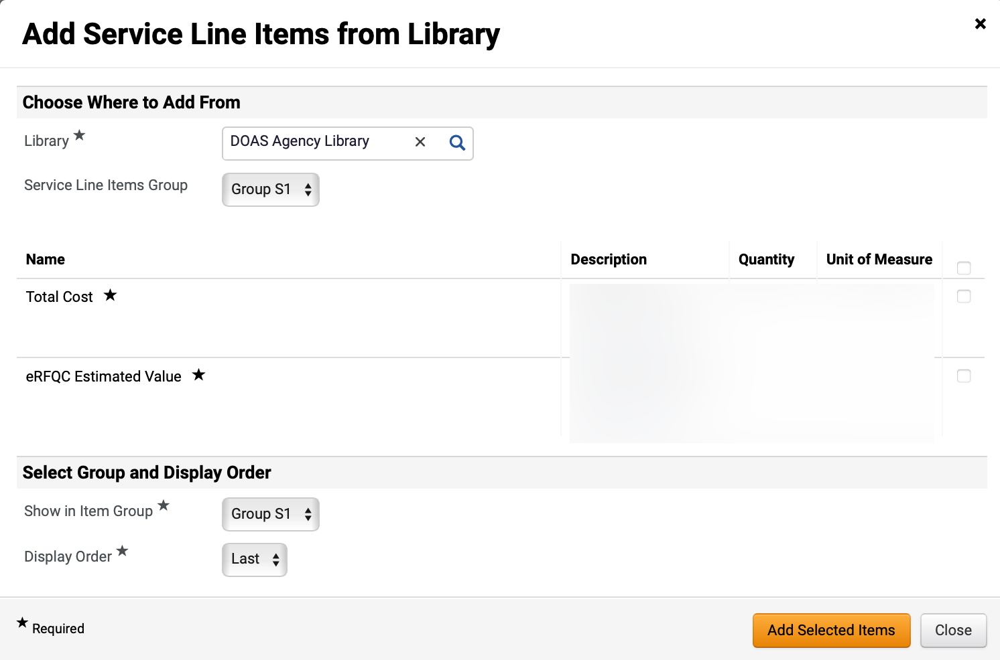 Add Service Line Items from Library
Choose Where to Add From
Library ★
DOAS Agency Library
Service Line Items Group
Group S1
Name Description Quantity Unit of Measure
Total Cost ★
eRFQC Estimated Value ★
Select Group and Display Order
Show in Item Group ★
Group S1
Display Order ★
Last
★ Required
Add Selected Items
Close